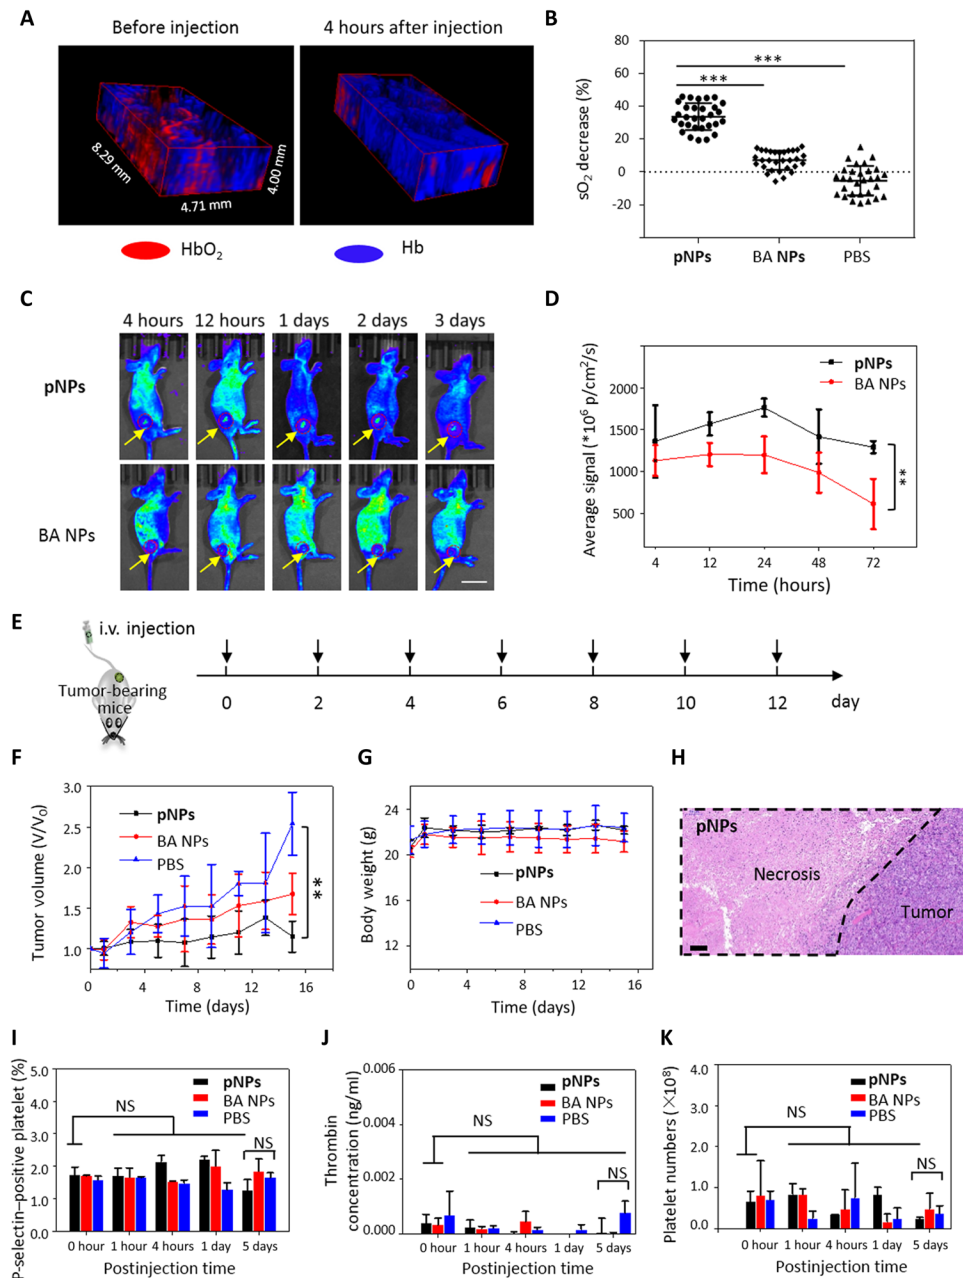 A
Before injection
4 hours after injection
8.29 mm
4.71 mm
4.00 mm
HbO2
Hb
B
sO2 decrease (%)
80
60
40
20
0
-20
***
***
pNPs
BA NPs
PBS
C
4 hours
12 hours
1 days
2 days
3 days
pNPs
BA NPs
D
Average signal (*10^6 p/cm^2/s)
2000
1500
1000
500
pNPs
BA NPs
**
4
12
24
48
72
Time (hours)
E
i.v. injection
Tumor-bearing
mice
0
2
4
6
8
10
12
day
F
Tumor volume (V/V0)
3.0
2.5
2.0
1.5
1.0
pNPs
BA NPs
PBS
**
0
4
8
12
16
Time (days)
G
Body weight (g)
24
21
18
15
12
pNPs
BA NPs
PBS
0
4
8
12
16
Time (days)
H
pNPs
Necrosis
Tumor
I
P-selectin–positive platelet (%)
5.0
4.0
3.0
2.0
1.0
0.0
pNPs
BA NPs
PBS
NS
NS
0 hour
1 hour
4 hours
1 day
5 days
Postinjection time
J
Thrombin
concentration (ng/ml)
0.006
0.004
0.002
0.000
pNPs
BA NPs
PBS
NS
NS
0 hour
1 hour
4 hours
1 day
5 days
Postinjection time
K
Platelet numbers (×10^8)
4.0
3.0
2.0
1.0
0.0
pNPs
BA NPs
PBS
NS
NS
0 hour
1 hour
4 hours
1 day
5 days
Postinjection time